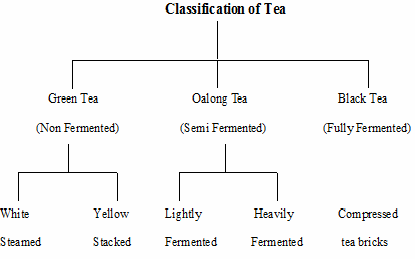 Classification of Tea
Green Tea Oalong Tea Black Tea
(Non Fermented) (Semi Fermented) (Fully Fermented)
White Yellow Lightly Heavily Compressed
Steamed Stacked Fermented Fermented tea bricks